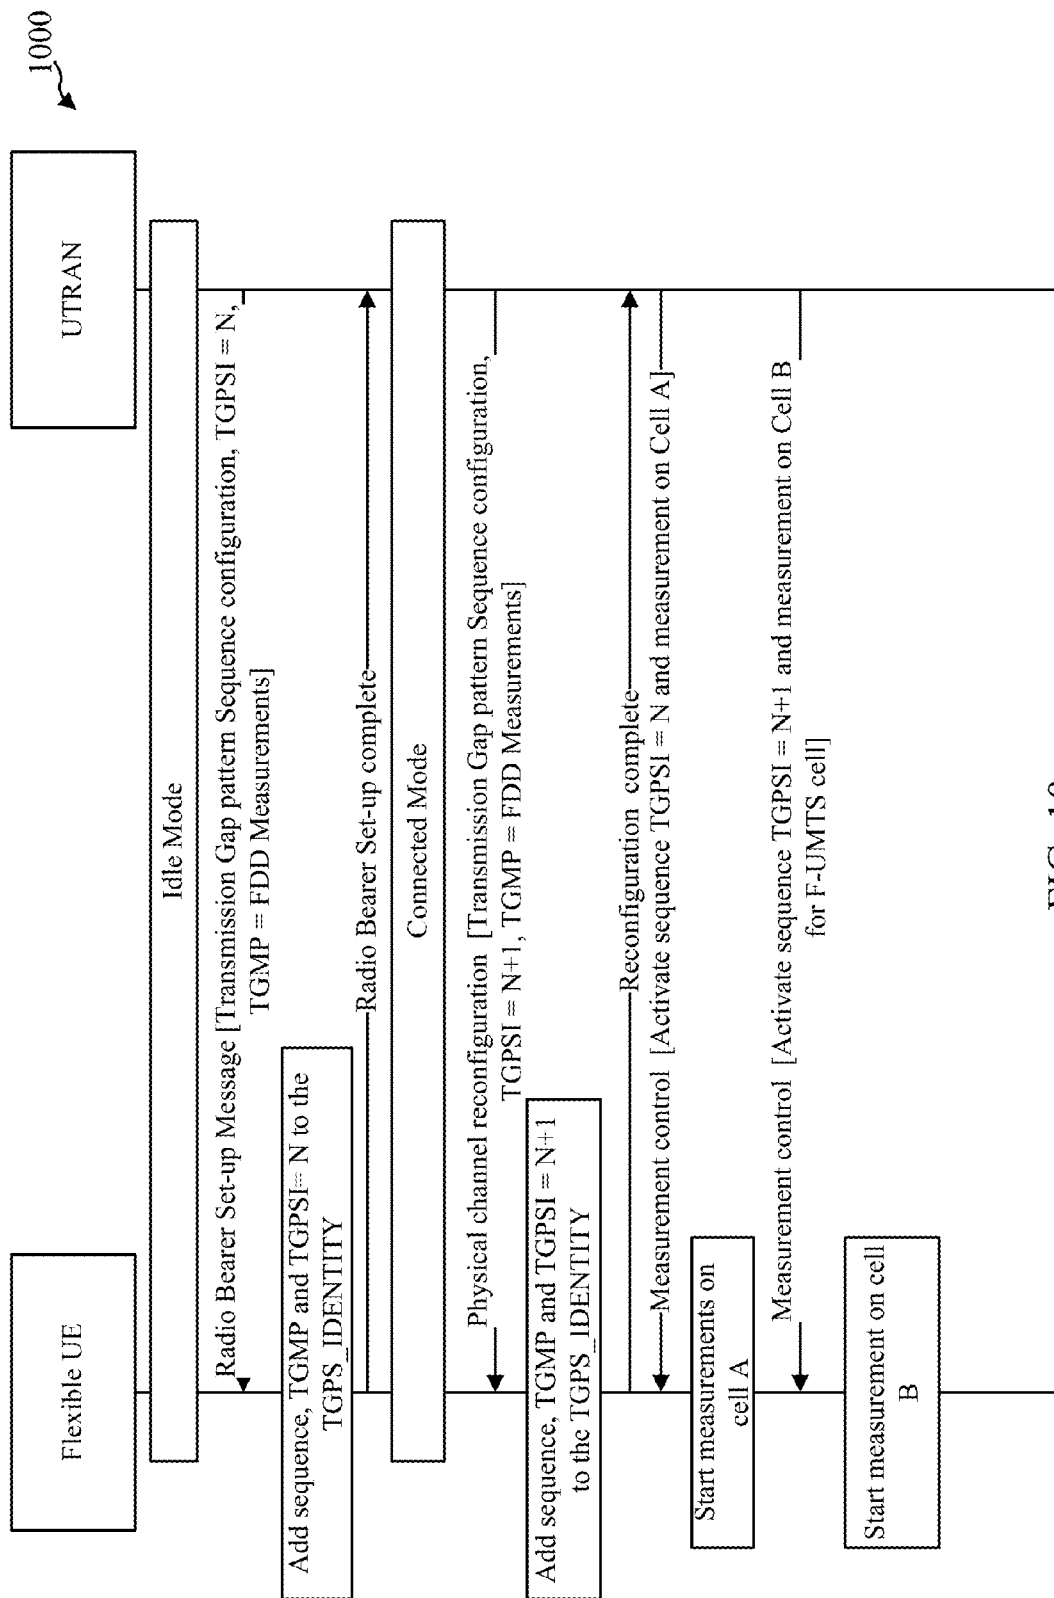 1000
Flexible UE
UTRAN
Idle Mode
Radio Bearer Set-up Message [Transmission Gap pattern Sequence configuration, TGPSI = N,
TGMP = FDD Measurements]
Add sequence, TGMP and TGPSI= N to the
TGPS_IDENTITY
Radio Bearer Set-up complete
Connected Mode
Physical channel reconfiguration [Transmission Gap pattern Sequence configuration,
TGPSI = N+1, TGMP = FDD Measurements]
Add sequence, TGMP and TGPSI = N+1
to the TGPS_IDENTITY
Reconfiguration complete
Measurement control [Activate sequence TGPSI = N and measurement on Cell A]
Start measurements on
cell A
Measurement control [Activate sequence TGPSI = N+1 and measurement on Cell B
for F-UMTS cell]
Start measurement on cell
B